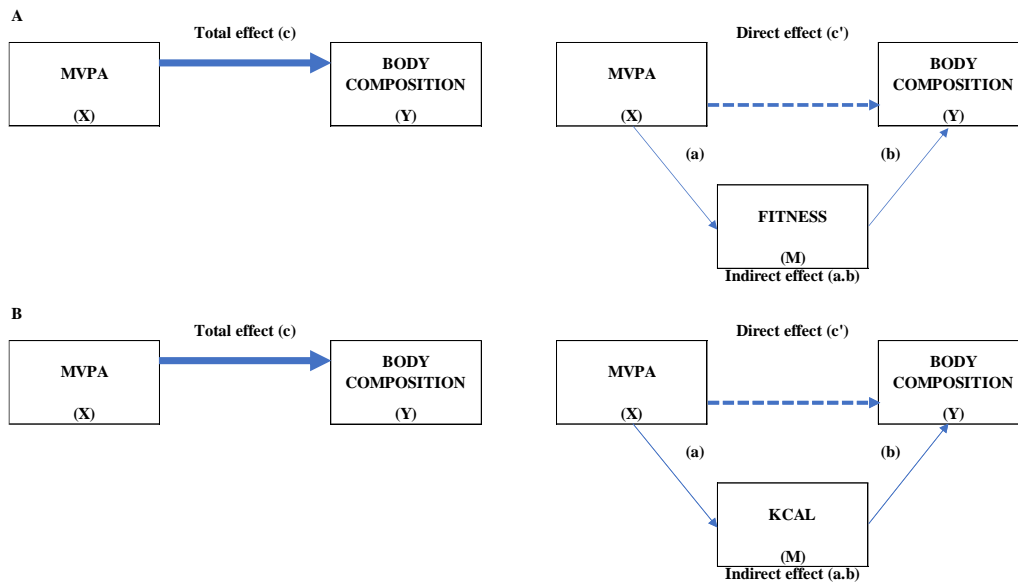 A
Total effect (c)
MVPA
(X)
BODY
COMPOSITION
(Y)
Direct effect (c')
MVPA
(X)
BODY
COMPOSITION
(Y)
(a)
(b)
FITNESS
(M)
Indirect effect (a.b)
B
Total effect (c)
MVPA
(X)
BODY
COMPOSITION
(Y)
Direct effect (c')
MVPA
(X)
BODY
COMPOSITION
(Y)
(a)
(b)
KCAL
(M)
Indirect effect (a.b)